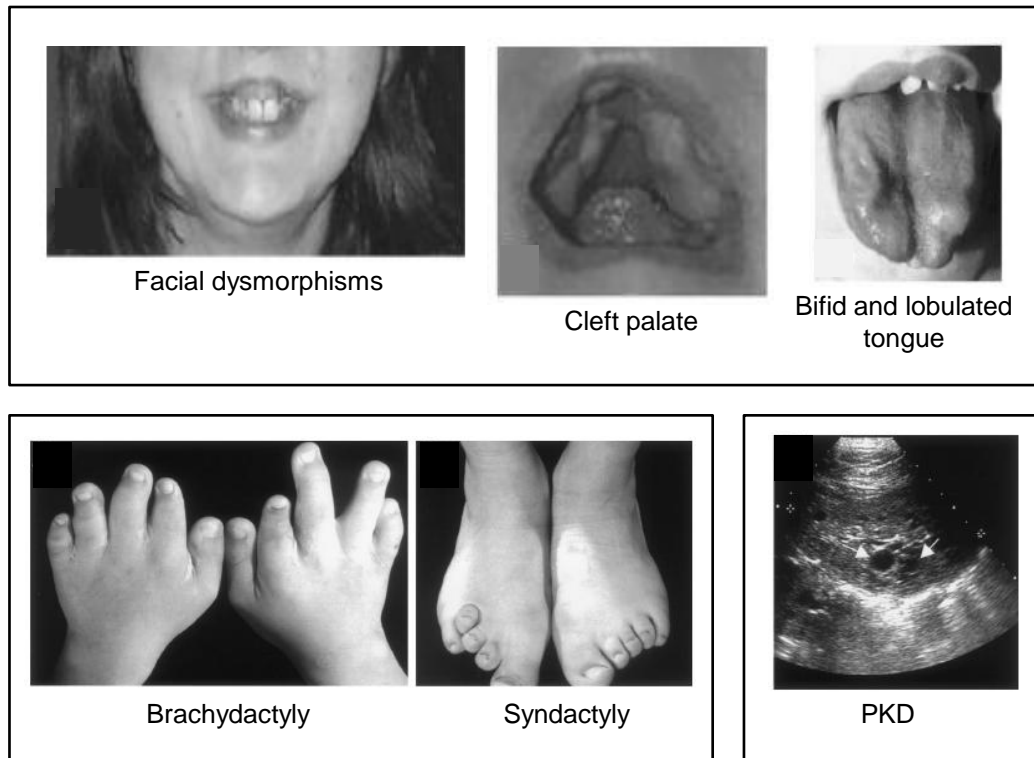 Facial dysmorphisms
Cleft palate
Bifid and lobulated
tongue
Brachydactyly
Syndactyly
PKD